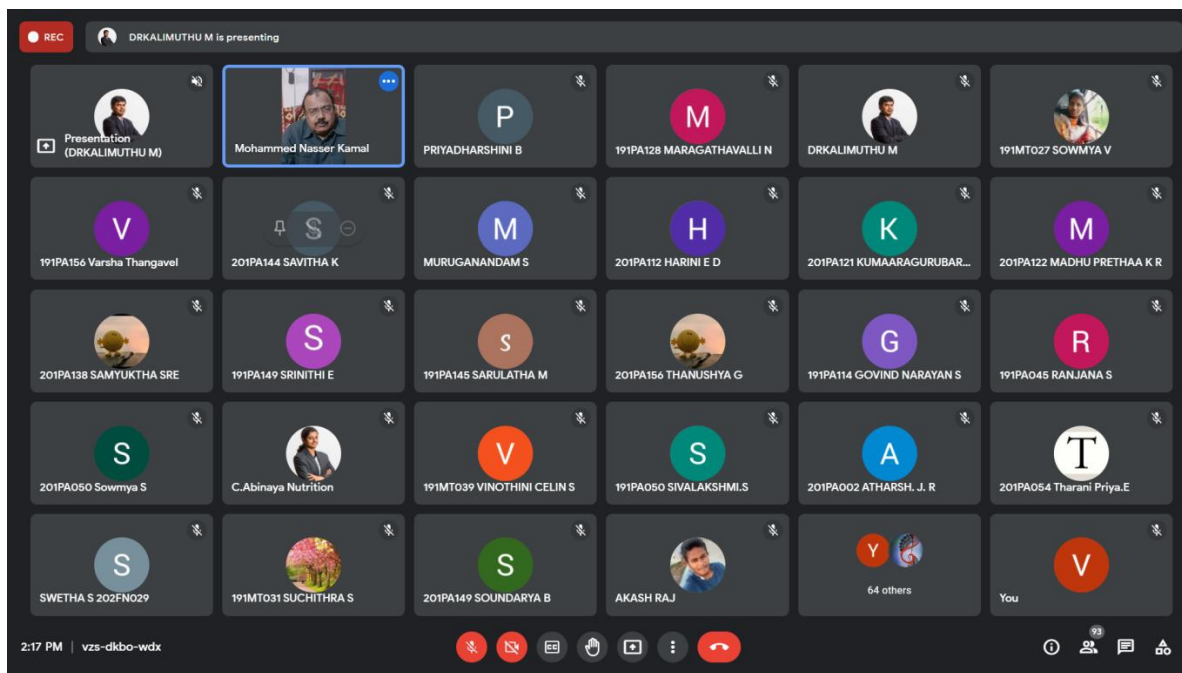 REC
DRKALIMUTHU M is presenting
Presentation
(DRKALIMUTHU M)
Mohammed Nasser Kamal
P
PRIYADHARSHINI B
M
191PA128 MARAGATHAVALLI N
DRKALIMUTHU M
191MT027 SOWMYA V
V
191PA156 Varsha Thangavel
S
201PA144 SAVITHA K
M
MURUGANANDAM S
H
201PA112 HARINI E D
K
201PA121 KUMAARAGURUBAR...
M
201PA122 MADHU PRETHAA K R
201PA138 SAMYUKTHA SRE
S
191PA149 SRINITHI E
S
191PA145 SARULATHA M
201PA156 THANUSHYA G
G
191PA114 GOVIND NARAYAN S
R
191PA045 RANJANA S
S
201PA050 Sowmya S
C.Abinaya Nutrition
V
191MT039 VINOTHINI CELIN S
S
191PA050 SIVALAKSHMI.S
A
201PA002 ATHARSH. J. R
T
201PA054 Tharani Priya.E
S
SWETHA S 202FN029
191MT031 SUCHITHRA S
S
201PA149 SOUNDARYA B
AKASH RAJ
Y
64 others
V
You
2:17 PM | vzs-dkbo-wdx
CC
93